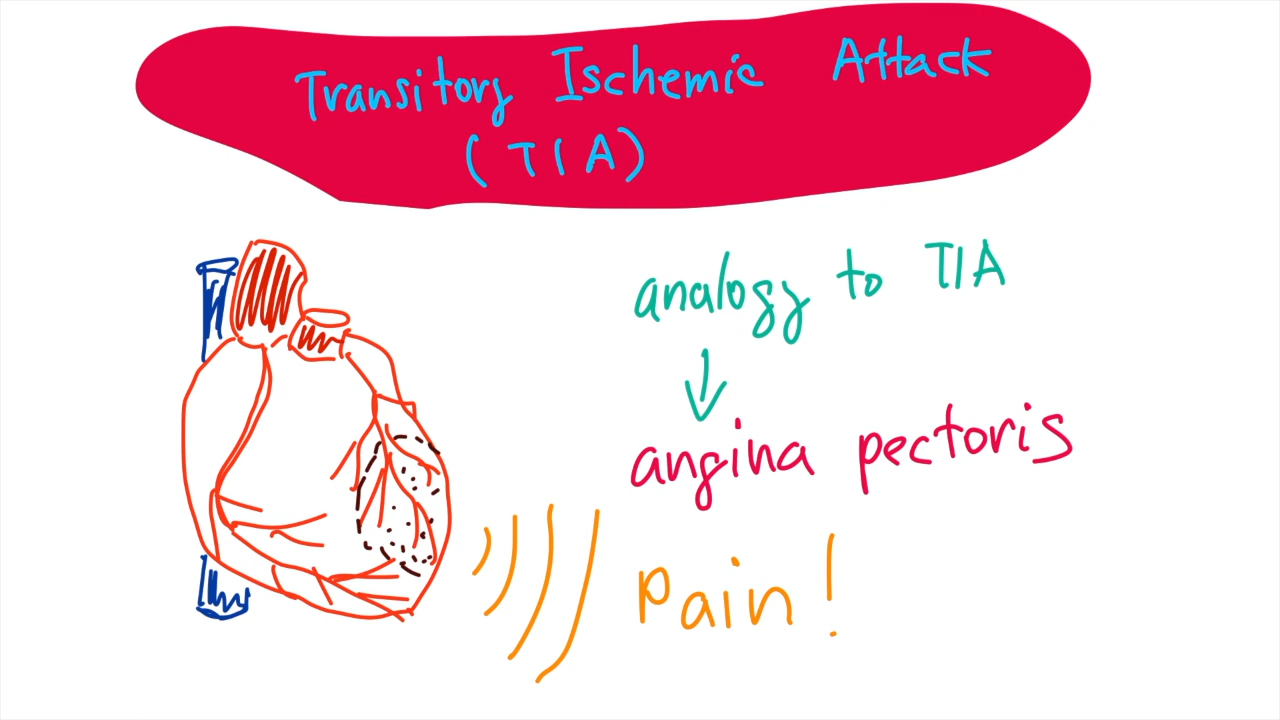 Transitory Ischemic Attack
(TIA)
analogy to TIA
angina pectoris
Pain!